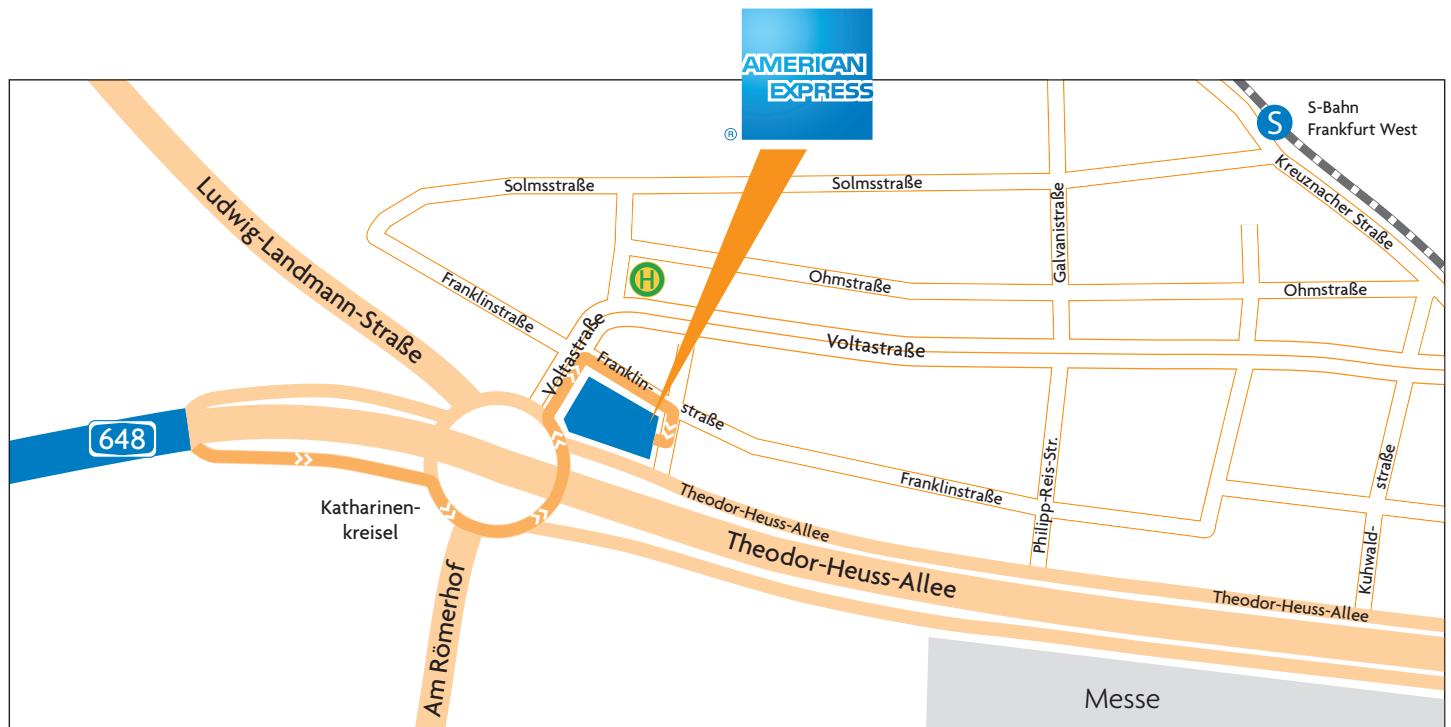 AMERICAN
EXPRESS
®
S
S-Bahn
Frankfurt West
Kreuznacher Straße
Solmsstraße
Solmsstraße
Galvanistraße
Ludwig-Landmann-Straße
Franklinstraße
H
Ohmstraße
Ohmstraße
Voltastraße
Voltastraße
Franklin-
straße
648
Katharinen-
kreisel
Theodor-Heuss-Allee
Franklinstraße
Philipp-Reis-Str.
Kuhwald-
straße
Theodor-Heuss-Allee
Theodor-Heuss-Allee
Am Römerhof
Messe